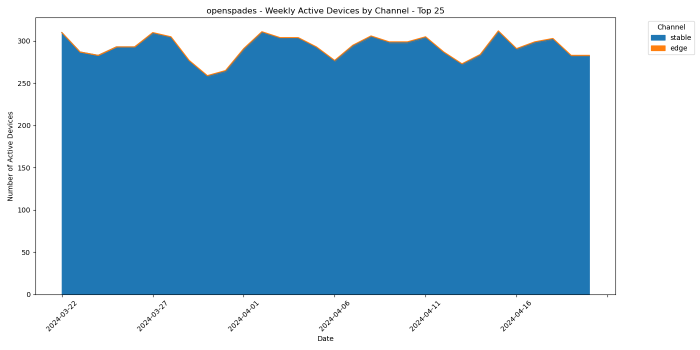 openspades - Weekly Active Devices by Channel - Top 25
Channel
stable
edge
Number of Active Devices
300
250
200
150
100
50
0
2024-03-22
2024-03-27
2024-04-01
2024-04-06
2024-04-11
2024-04-16
Date